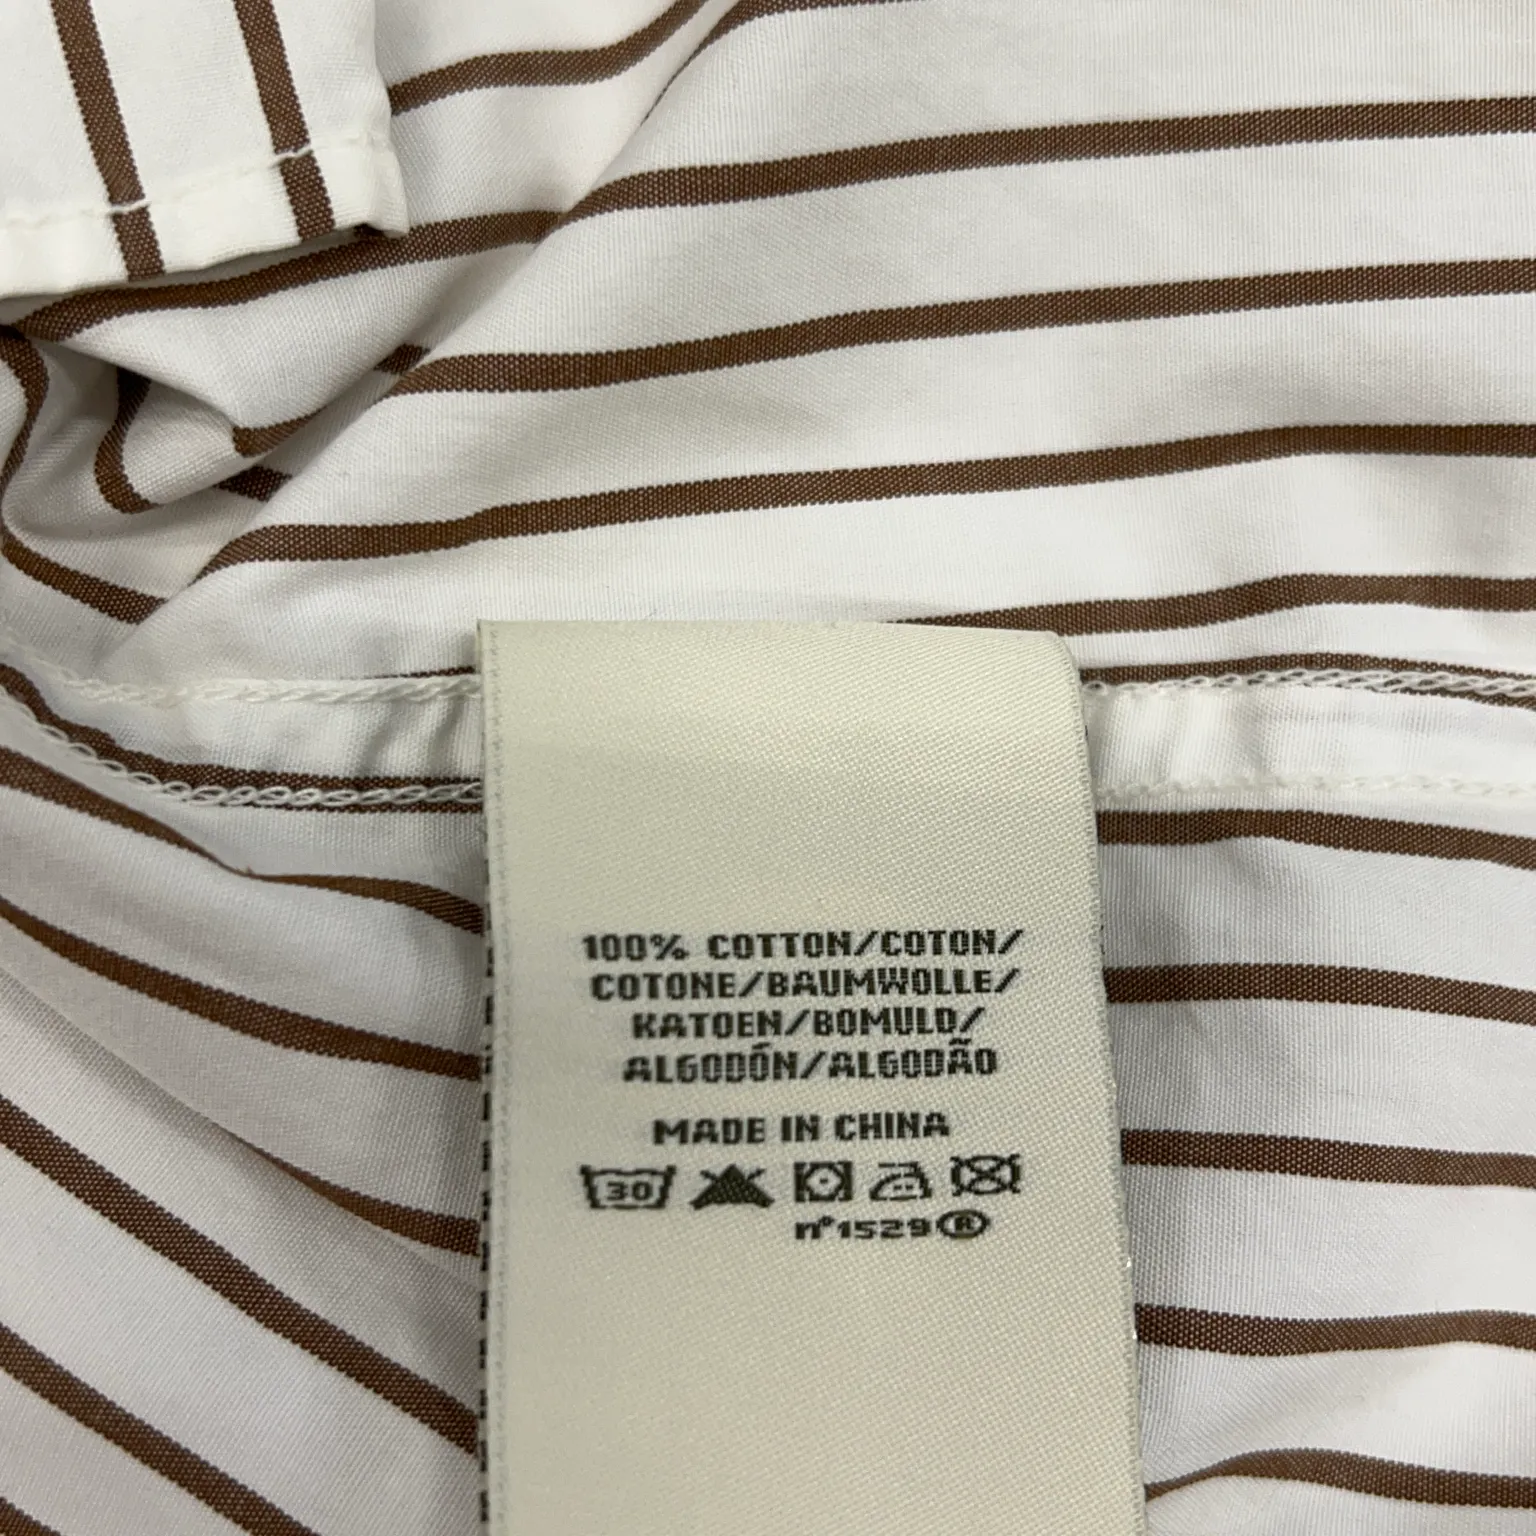 100% COTTON/COTON/
COTONE/BAUMWOLLE/
KATOEN/BOMULD/
ALGODÓN/ALGODÃO
MADE IN CHINA
30
nº1529®